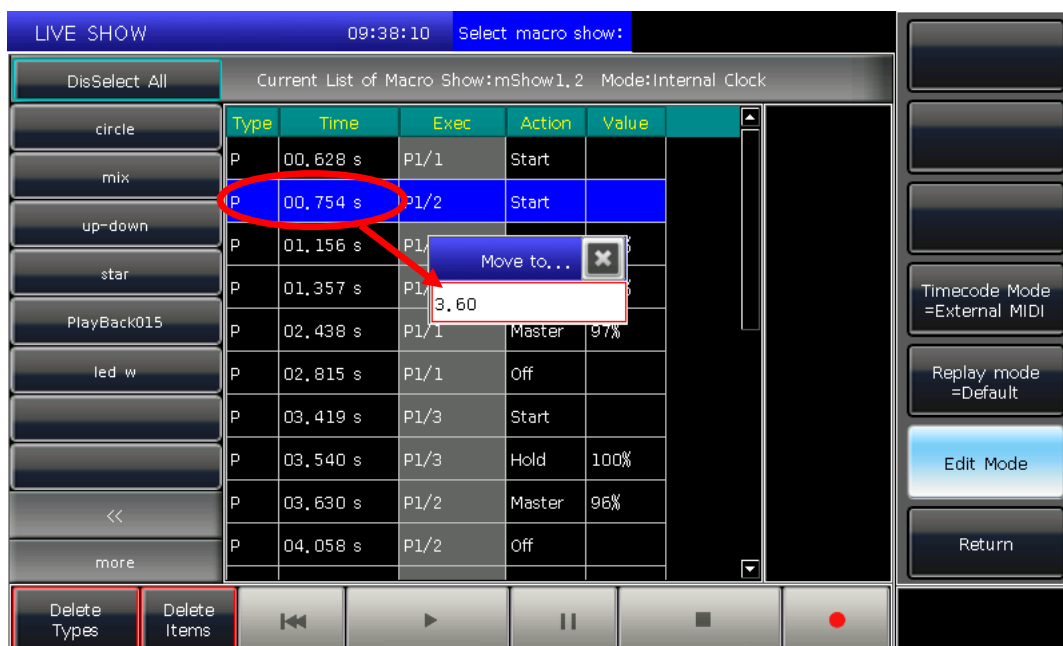 LIVE SHOW 09:38:10 Select macro show:
DisSelect All
Current List of Macro Show:mShow1.2 Mode:Internal Clock
circle
mix
up-down
star
PlayBack015
led w
<<
more
Type Time Exec Action Value
P 00.628 s P1/1 Start
P 00.754 s P1/2 Start
P 01.156 s P1/
P 01.357 s P1/
P 02.438 s P1/1 Master 97%
P 02.815 s P1/1 Off
P 03.419 s P1/3 Start
P 03.540 s P1/3 Hold 100%
P 03.630 s P1/2 Master 96%
P 04.058 s P1/2 Off
Move to...
3.60
Timecode Mode
=External MIDI
Replay mode
=Default
Edit Mode
Return
Delete
Types
Delete
Items